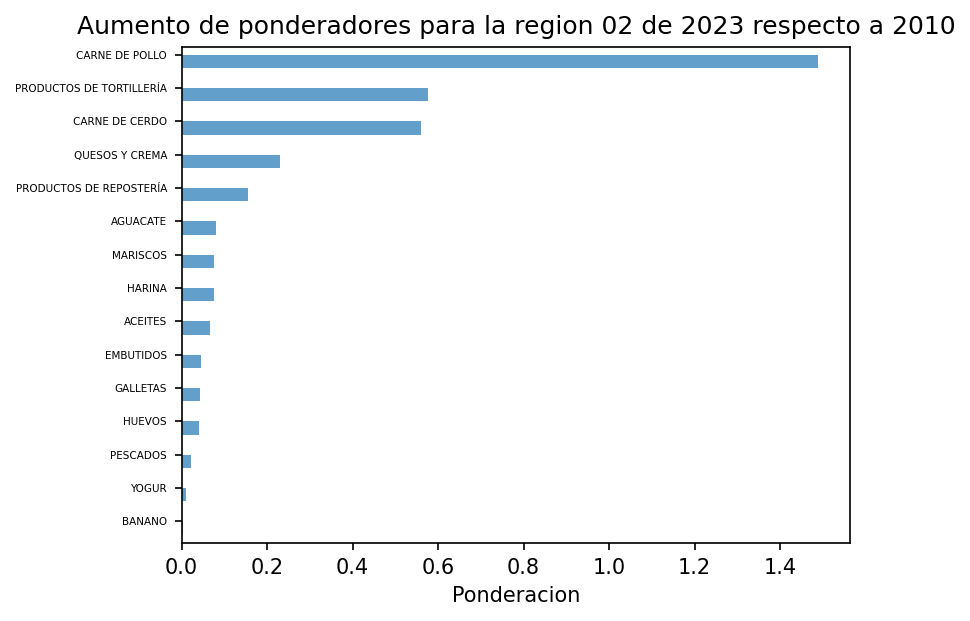 Aumento de ponderadores para la region 02 de 2023 respecto a 2010
CARNE DE POLLO
PRODUCTOS DE TORTILLERÍA
CARNE DE CERDO
QUESOS Y CREMA
PRODUCTOS DE REPOSTERÍA
AGUACATE
MARISCOS
HARINA
ACEITES
EMBUTIDOS
GALLETAS
HUEVOS
PESCADOS
YOGUR
BANANO
0.0 0.2 0.4 0.6 0.8 1.0 1.2 1.4
Ponderacion